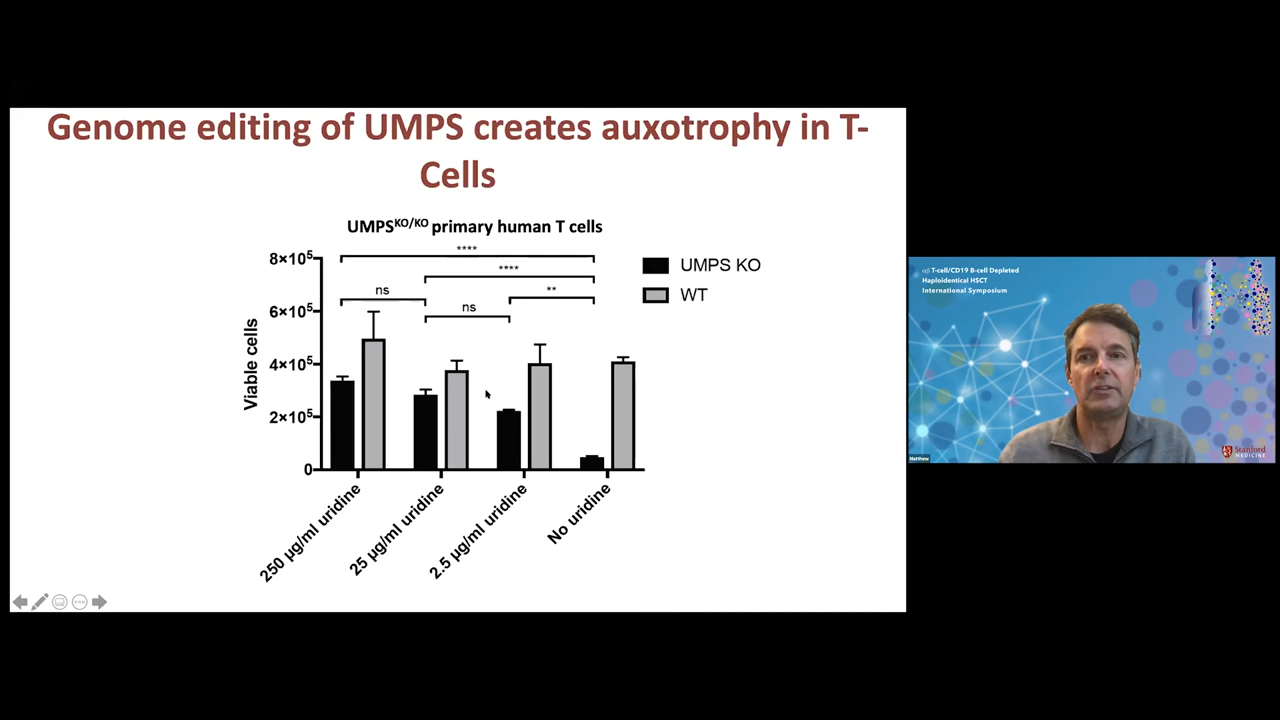 Genome editing of UMPS creates auxotrophy in T-
Cells
UMPSKO/KO primary human T cells
****
****
ns
**
ns
8×10⁵
6×10⁵
4×10⁵
2×10⁵
0
Viable cells
250 µg/ml uridine
25 µg/ml uridine
2.5 µg/ml uridine
No uridine
UMPS KO
WT
αβ T-cell/CD19 B-cell Depleted
Haploidentical HSCT
International Symposium
Matthew
Stanford
MEDICINE